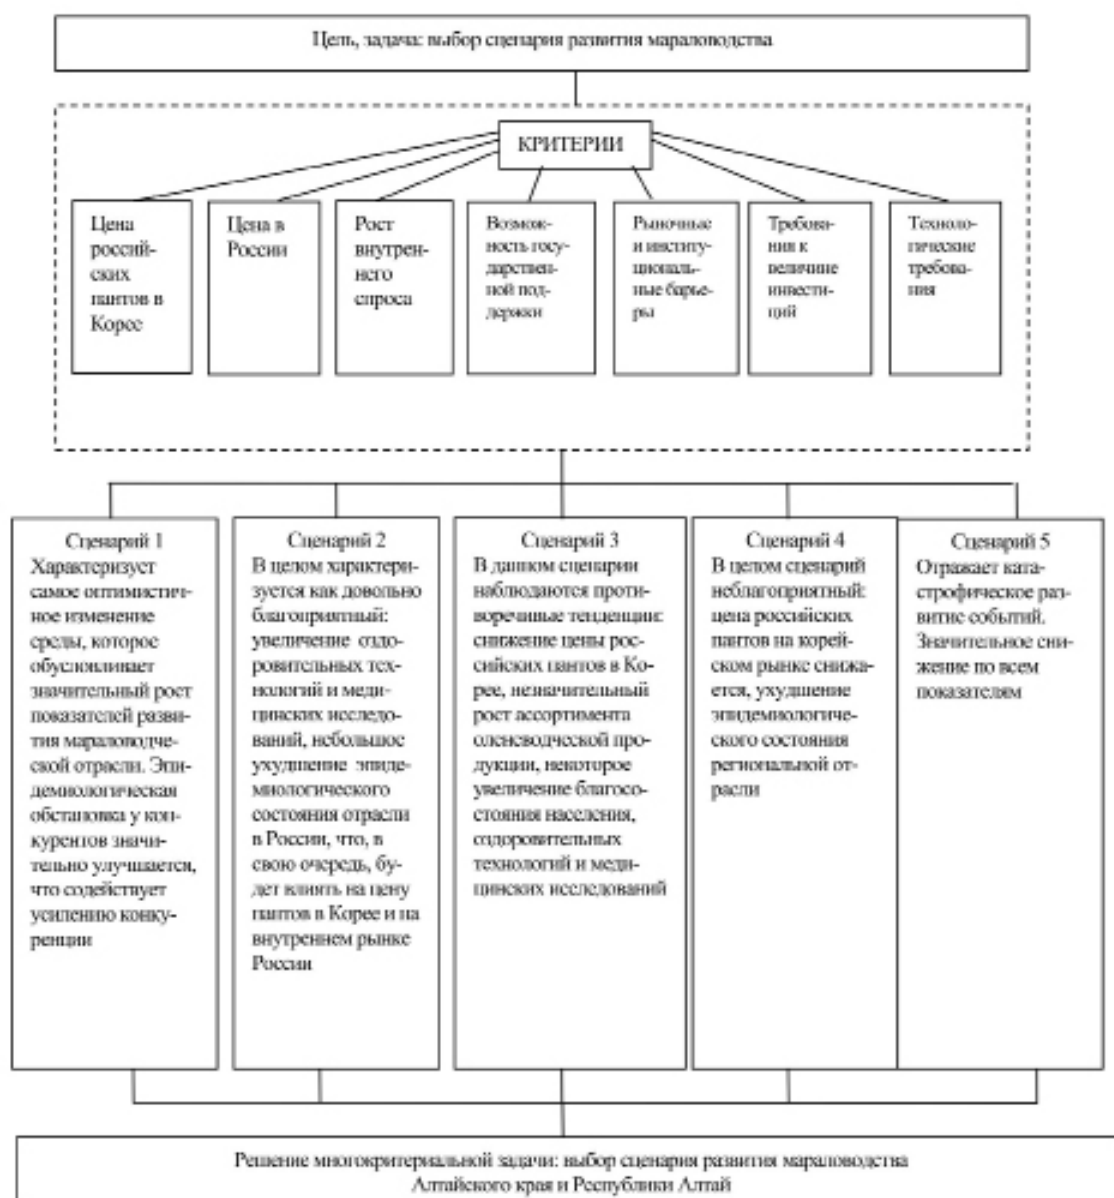 Цель, задача: выбор сценария развития мараловодства
КРИТЕРИИ
Цена
россий-
ских
пантов в
Корее
Цена в
России
Рост
внутрен-
него
спроса
Возмож-
ность госу-
дарствен-
ной под-
держки
Рыночные
и институ-
циональ-
ные барье-
ры
Требова-
ния к
величине
инвести-
ций
Техноло-
гические
требова-
ния
Сценарий 1
Характеризует
самое оптимистич-
ное изменение
среды, которое
обусловливает
значительный рост
показателей разви-
тия мараловодче-
ской отрасли. Эпи-
демиологическая
обстановка у кон-
курентов значи-
тельно улучшается,
что содействует
усилению конку-
ренции
Сценарий 2
В целом характери-
зуется как довольно
благоприятный:
увеличение оздо-
ровительных тех-
нологий и меди-
цинских исследо-
ваний, небольшое
ухудшение эпиде-
миологического
состояния отрасли
в России, что, в
свою очередь, бу-
дет влиять на цену
пантов в Корее и на
внутреннем рынке
России
Сценарий 3
В данном сценарии
наблюдаются проти-
воречивые тенденции:
снижение цены рос-
сийских пантов в Ко-
рее, незначительный
рост ассортимента
оленеводческой про-
дукции, некоторое
увеличение благосо-
стояния населения,
оздоровительных
технологий и меди-
цинских исследований
Сценарий 4
В целом сценарий
неблагоприятный:
цена российских
пантов на корей-
ском рынке снижа-
ется, ухудшение
эпидемиологиче-
ского состояния
региональной от-
расли
Сценарий 5
Отражает ката-
строфическое раз-
витие событий.
Значительное сни-
жение по всем
показателям
Решение многокритериальной задачи: выбор сценария развития мараловодства
Алтайского края и Республики Алтай